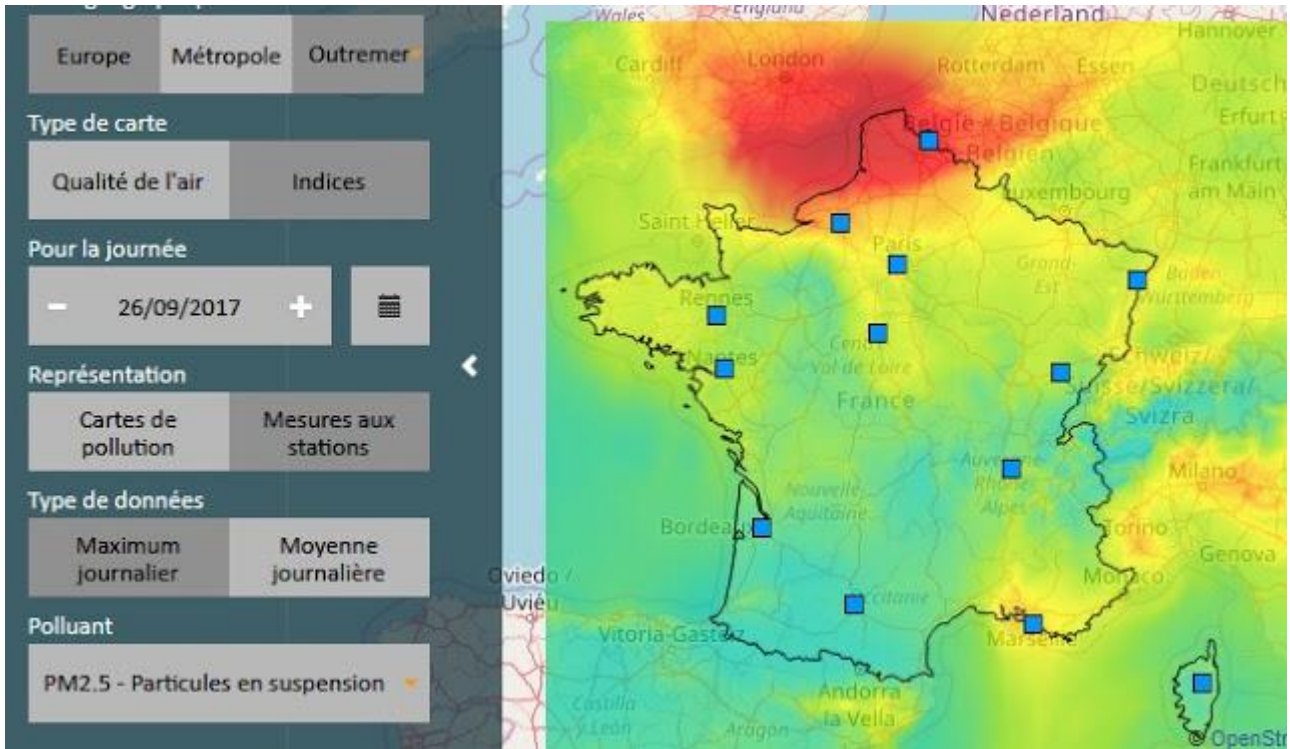 Europe
Métropole
Outremer
Type de carte
Qualité de l'air
Indices
Pour la journée
26/09/2017
Représentation
Cartes de
pollution
Mesures aux
stations
Type de données
Maximum
journalier
Moyenne
journalière
Polluant
PM2.5 - Particules en suspension
Wales
England
Nederland
Hannover
Cardiff
London
Rotterdam
Essen
Deutsch
België - Belgique
- Belgien
Erfurt
Frankfurt
am Main
Luxembourg
Saint Helier
Paris
Grand-
Est
Baden-
Württemberg
Rennes
Nantes
Centre
Val de Loire
France
Schweiz/
Suisse/Svizzera/
Svizra
Auvergne
Rhône
Alpes
Milano
Nouvelle-
Aquitaine
Bordeaux
Torino
Genova
Monaco
Oviedo /
Uviéu
Occitanie
Vitoria-Gasteiz
Marseille
Andorra
la Vella
Castilla
y León
Aragón
© OpenStr